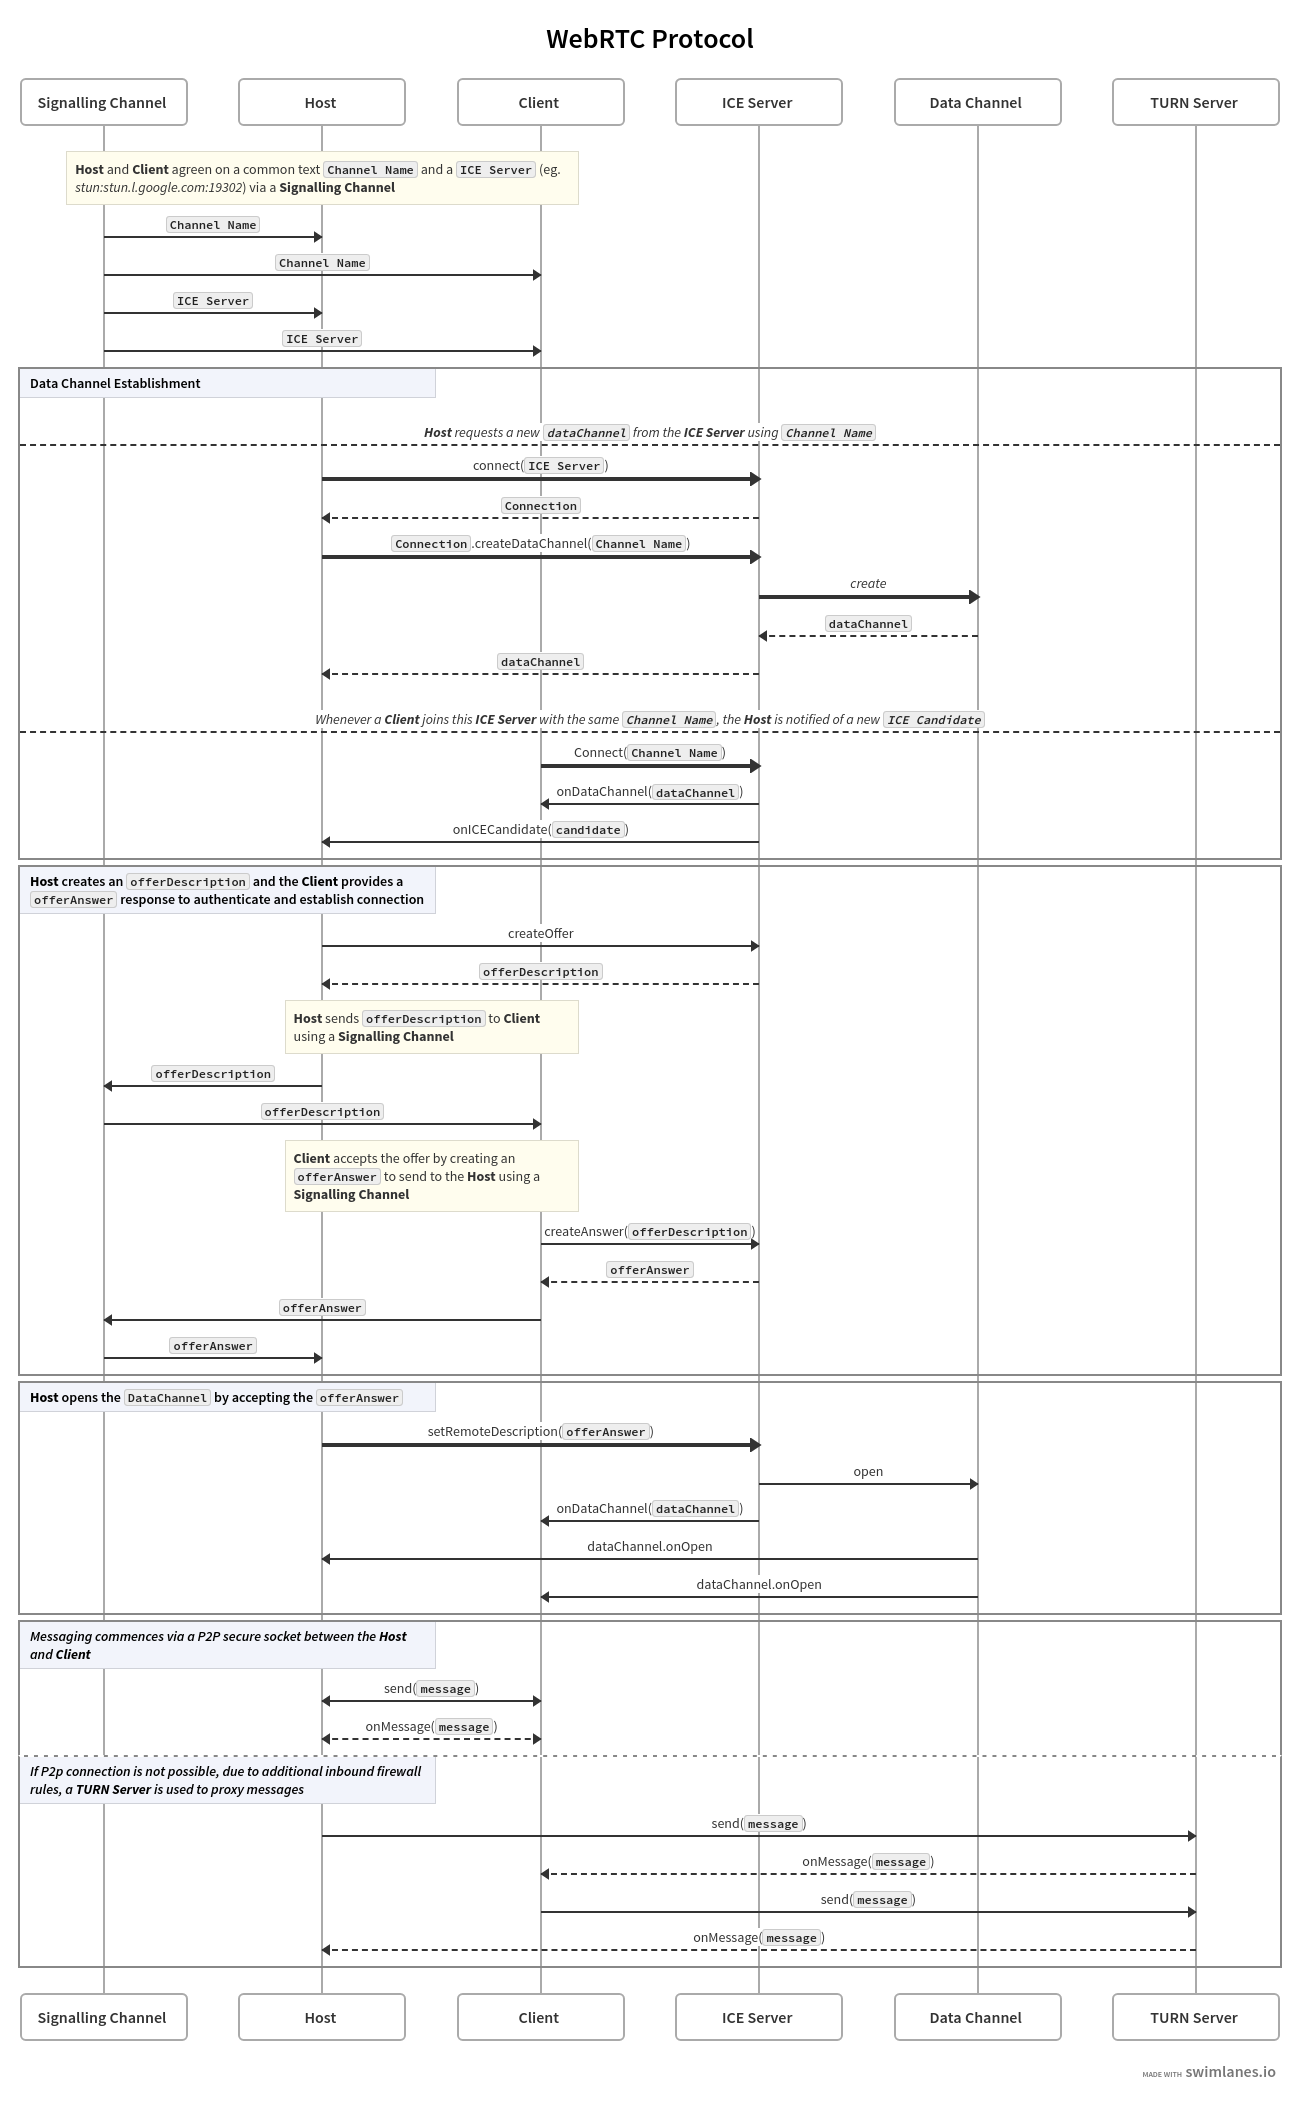 WebRTC Protocol
Signalling Channel Host Client ICE Server Data Channel TURN Server
Host and Client agreen on a common text Channel Name and a ICE Server (eg.
stun:stun.l.google.com:19302) via a Signalling Channel
Channel Name
Channel Name
ICE Server
ICE Server
Data Channel Establishment
Host requests a new dataChannel from the ICE Server using Channel Name
connect(ICE Server)
Connection
Connection.createDataChannel(Channel Name)
create
dataChannel
dataChannel
Whenever a Client joins this ICE Server with the same Channel Name, the Host is notified of a new ICE Candidate
Connect(Channel Name)
onDataChannel(dataChannel)
onICECandidate(candidate)
Host creates an offerDescription and the Client provides a
offerAnswer response to authenticate and establish connection
createOffer
offerDescription
Host sends offerDescription to Client
using a Signalling Channel
offerDescription
offerDescription
Client accepts the offer by creating an
offerAnswer to send to the Host using a
Signalling Channel
createAnswer(offerDescription)
offerAnswer
offerAnswer
offerAnswer
Host opens the DataChannel by accepting the offerAnswer
setRemoteDescription(offerAnswer)
open
onDataChannel(dataChannel)
dataChannel.onOpen
dataChannel.onOpen
Messaging commences via a P2P secure socket between the Host
and Client
send(message)
onMessage(message)
If P2p connection is not possible, due to additional inbound firewall
rules, a TURN Server is used to proxy messages
send(message)
onMessage(message)
send(message)
onMessage(message)
Signalling Channel Host Client ICE Server Data Channel TURN Server
MADE WITH swimlanes.io